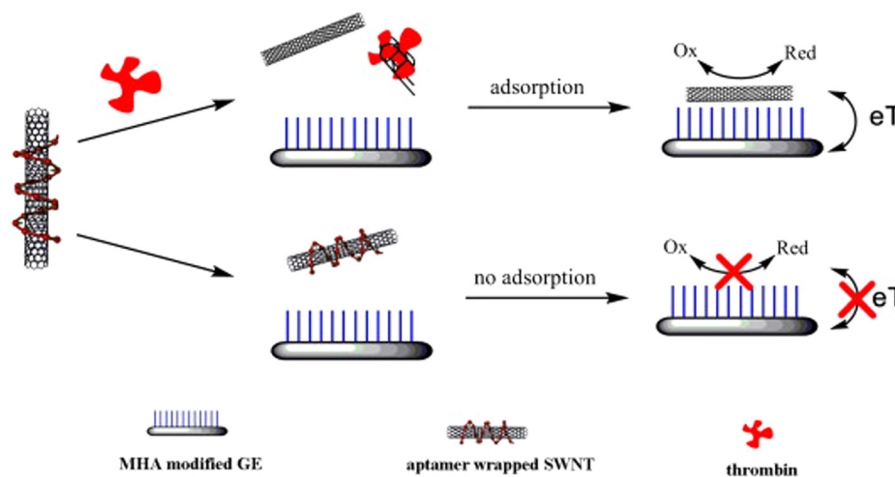 Ox
Red
adsorption
eT
Ox
Red
no adsorption
eT
MHA modified GE
aptamer wrapped SWNT
thrombin